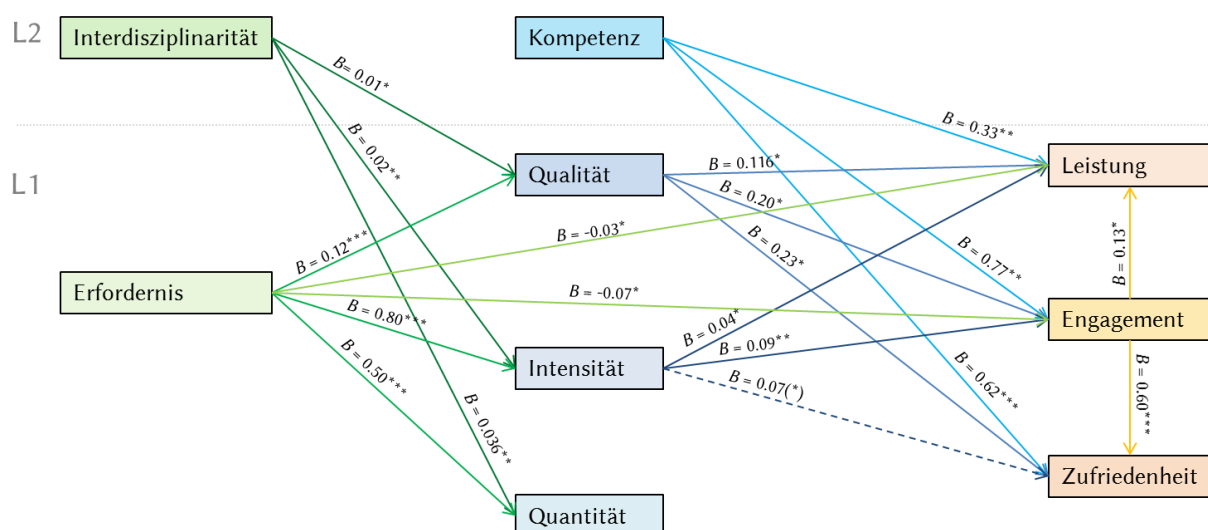 L2
Interdisziplinarität
Kompetenz
B= 0.01*
B = 0.02**
B = 0.33**
L1
Qualität
B = 0.116*
Leistung
B = 0.20*
B = -0.03*
B = 0.12***
B = 0.23*
B = 0.77**
B = 0.13*
Erfordernis
B = -0.07*
Engagement
B = 0.80***
B = 0.04*
B = 0.09**
B = 0.50***
Intensität
B = 0.07(*)
B = 0.62***
B = 0.60***
B = 0.036**
Zufriedenheit
Quantität